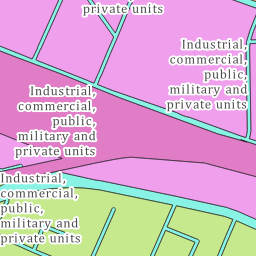 private units
Industrial,
commercial,
public,
military and
private units
Industrial,
commercial,
public,
military and
private units
Industrial,
commercial,
public,
military and
private units